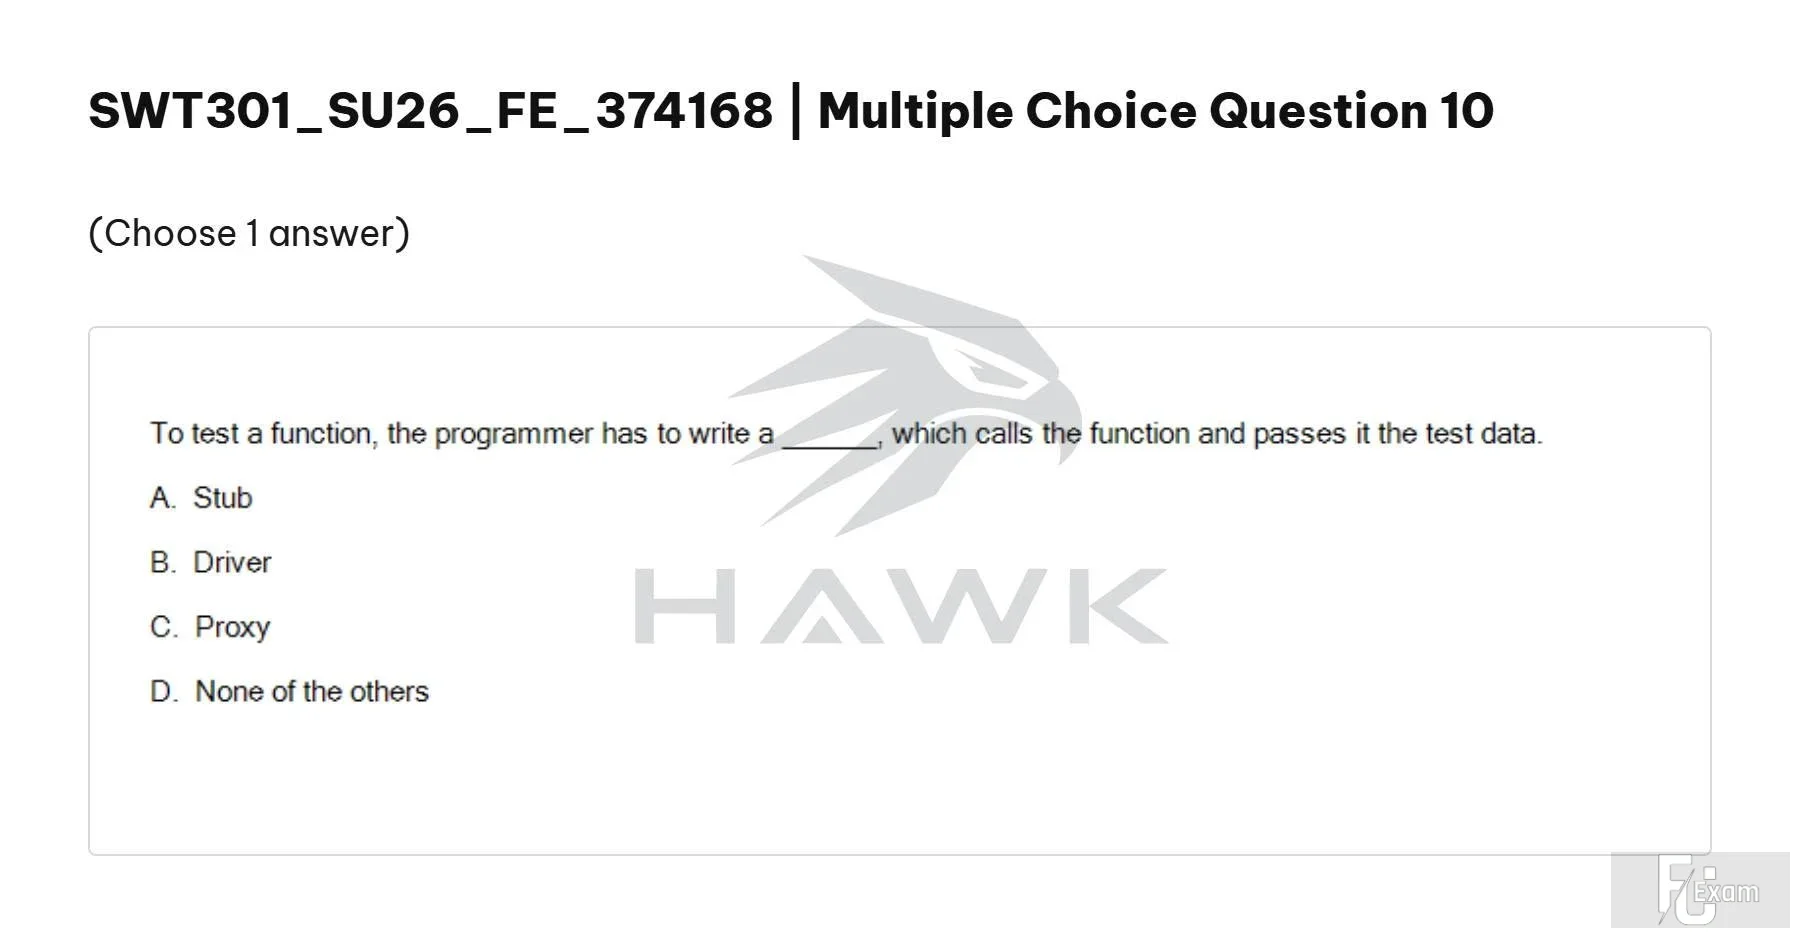 SWT301_SU26_FE_374168 | Multiple Choice Question 10
(Choose 1 answer)
To test a function, the programmer has to write a ______, which calls the function and passes it the test data.
A. Stub
B. Driver
C. Proxy
D. None of the others
HAWK
FU Exam